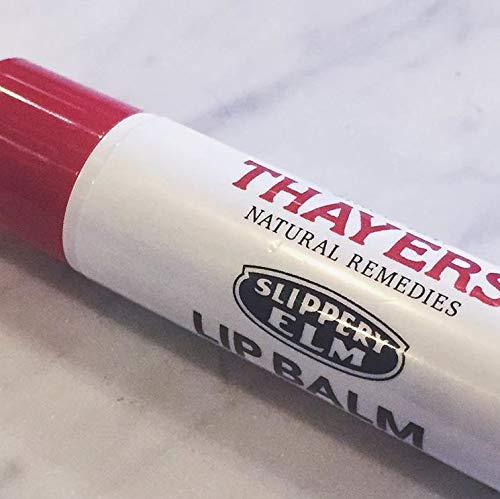 THAYERS
NATURAL REMEDIES
SLIPPERY
ELM
LIP BALM